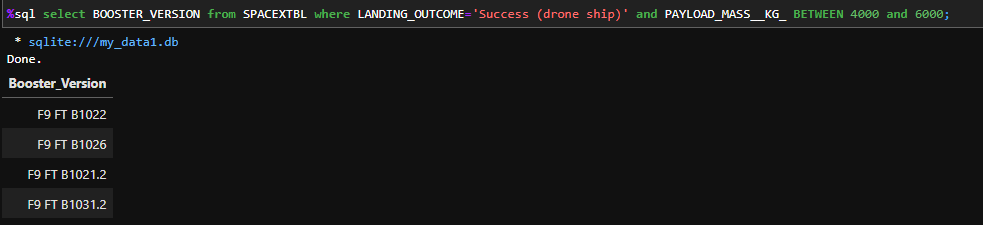 %sql select BOOSTER_VERSION from SPACEXTBL where LANDING_OUTCOME='Success (drone ship)' and PAYLOAD_MASS__KG_ BETWEEN 4000 and 6000;
* sqlite:///my_data1.db
Done.
Booster_Version
F9 FT B1022
F9 FT B1026
F9 FT B1021.2
F9 FT B1031.2